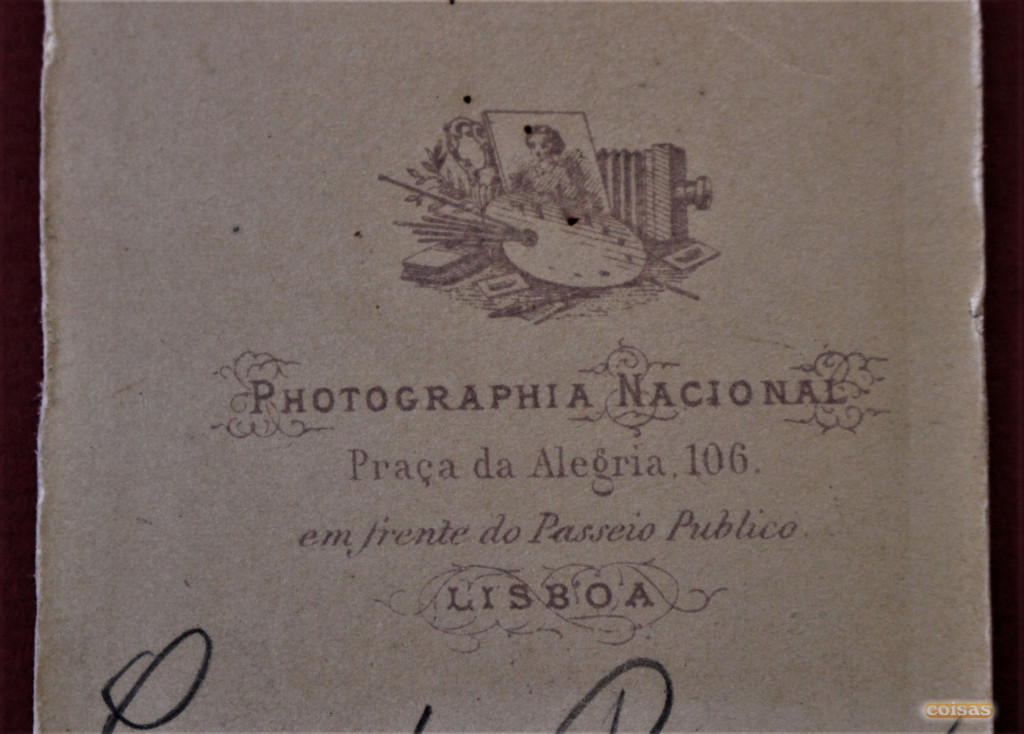 PHOTOGRAPHIA NACIONAL
Praça da Alegria, 106.
em frente do Passeio Publico.
LISBOA
coisas